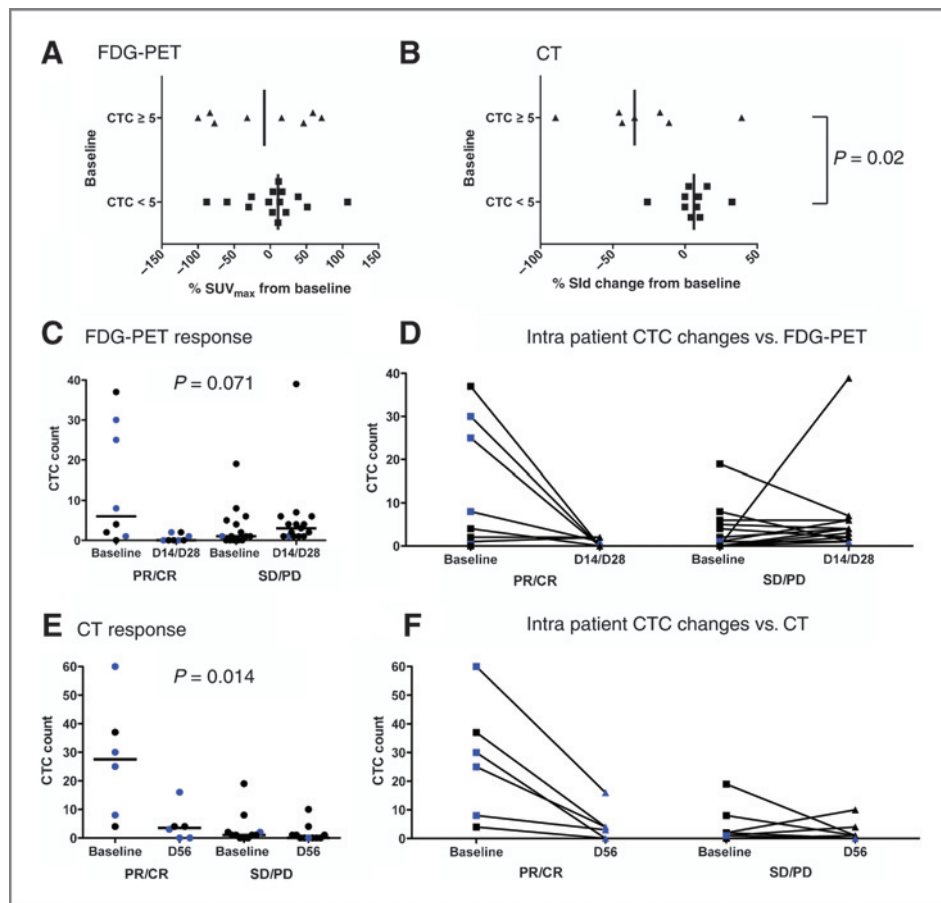 A FDG-PET
B CT
Baseline
CTC ≥ 5
CTC < 5
−150
−100
−50
0
50
100
150
% SUVmax from baseline
Baseline
CTC ≥ 5
CTC < 5
−100
−50
0
50
% Sld change from baseline
P = 0.02
C FDG-PET response
P = 0.071
CTC count
40
30
20
10
0
Baseline D14/D28 Baseline D14/D28
PR/CR SD/PD
D Intra patient CTC changes vs. FDG-PET
CTC count
40
30
20
10
0
Baseline D14/D28 Baseline D14/D28
PR/CR SD/PD
E CT response
P = 0.014
CTC count
60
50
40
30
20
10
0
Baseline D56 Baseline D56
PR/CR SD/PD
F Intra patient CTC changes vs. CT
CTC count
60
50
40
30
20
10
0
Baseline D56 Baseline D56
PR/CR SD/PD